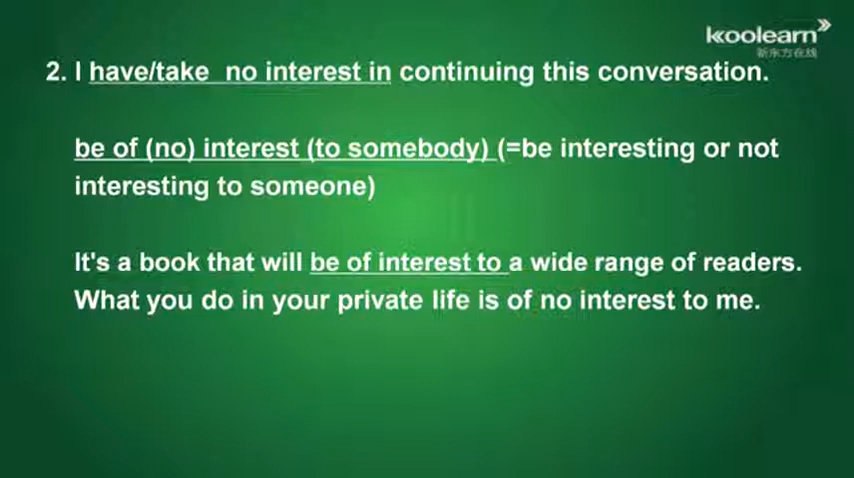 koolearn
新东方在线
2. I have/take no interest in continuing this conversation.
be of (no) interest (to somebody) (=be interesting or not
interesting to someone)
It's a book that will be of interest to a wide range of readers.
What you do in your private life is of no interest to me.